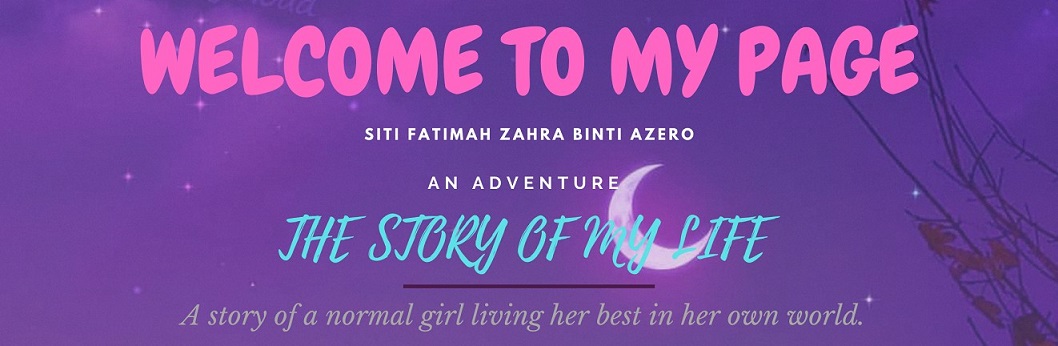 WELCOME TO MY PAGE
SITI FATIMAH ZAHRA BINTI AZERO
AN ADVENTURE
THE STORY OF MY LIFE
A story of a normal girl living her best in her own world.